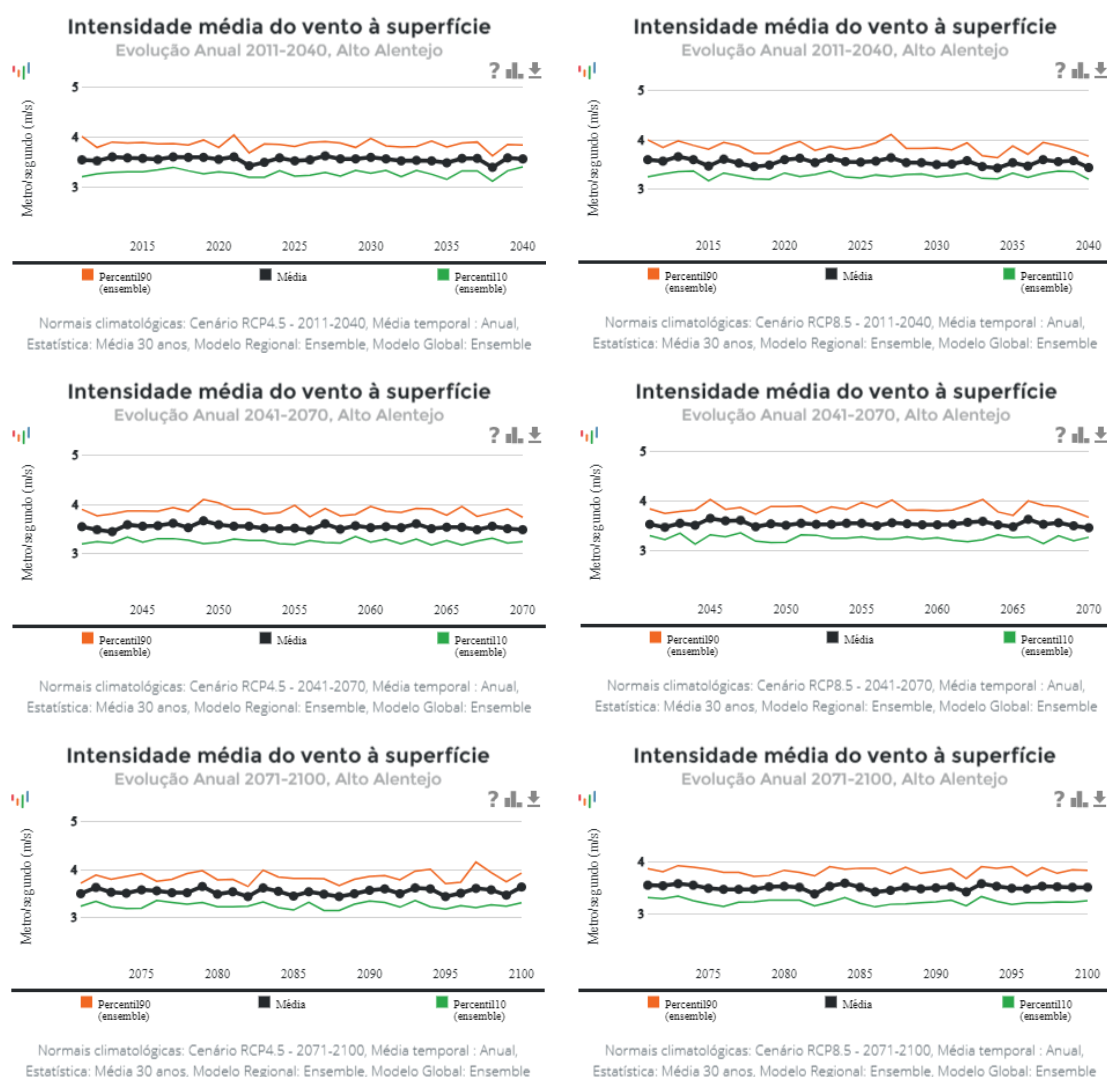 Intensidade média do vento à superfície
Evolução Anual 2011-2040, Alto Alentejo
?
Metro/segundo (m/s)
5
4
3
2015 2020 2025 2030 2035 2040
Percentil90 Média Percentil10
(ensemble) (ensemble)
Normais climatológicas: Cenário RCP4.5 - 2011-2040, Média temporal : Anual,
Estatística: Média 30 anos, Modelo Regional: Ensemble, Modelo Global: Ensemble
Intensidade média do vento à superfície
Evolução Anual 2011-2040, Alto Alentejo
?
Metro/segundo (m/s)
5
4
3
2015 2020 2025 2030 2035 2040
Percentil90 Média Percentil10
(ensemble) (ensemble)
Normais climatológicas: Cenário RCP8.5 - 2011-2040, Média temporal : Anual,
Estatística: Média 30 anos, Modelo Regional: Ensemble, Modelo Global: Ensemble
Intensidade média do vento à superfície
Evolução Anual 2041-2070, Alto Alentejo
?
Metro/segundo (m/s)
5
4
3
2045 2050 2055 2060 2065 2070
Percentil90 Média Percentil10
(ensemble) (ensemble)
Normais climatológicas: Cenário RCP4.5 - 2041-2070, Média temporal : Anual,
Estatística: Média 30 anos, Modelo Regional: Ensemble, Modelo Global: Ensemble
Intensidade média do vento à superfície
Evolução Anual 2041-2070, Alto Alentejo
?
Metro/segundo (m/s)
5
4
3
2045 2050 2055 2060 2065 2070
Percentil90 Média Percentil10
(ensemble) (ensemble)
Normais climatológicas: Cenário RCP8.5 - 2041-2070, Média temporal : Anual,
Estatística: Média 30 anos, Modelo Regional: Ensemble, Modelo Global: Ensemble
Intensidade média do vento à superfície
Evolução Anual 2071-2100, Alto Alentejo
?
Metro/segundo (m/s)
5
4
3
2075 2080 2085 2090 2095 2100
Percentil90 Média Percentil10
(ensemble) (ensemble)
Normais climatológicas: Cenário RCP4.5 - 2071-2100, Média temporal : Anual,
Estatística: Média 30 anos, Modelo Regional: Ensemble, Modelo Global: Ensemble
Intensidade média do vento à superfície
Evolução Anual 2071-2100, Alto Alentejo
?
Metro/segundo (m/s)
4
3
2075 2080 2085 2090 2095 2100
Percentil90 Média Percentil10
(ensemble) (ensemble)
Normais climatológicas: Cenário RCP8.5 - 2071-2100, Média temporal : Anual,
Estatística: Média 30 anos, Modelo Regional: Ensemble, Modelo Global: Ensemble